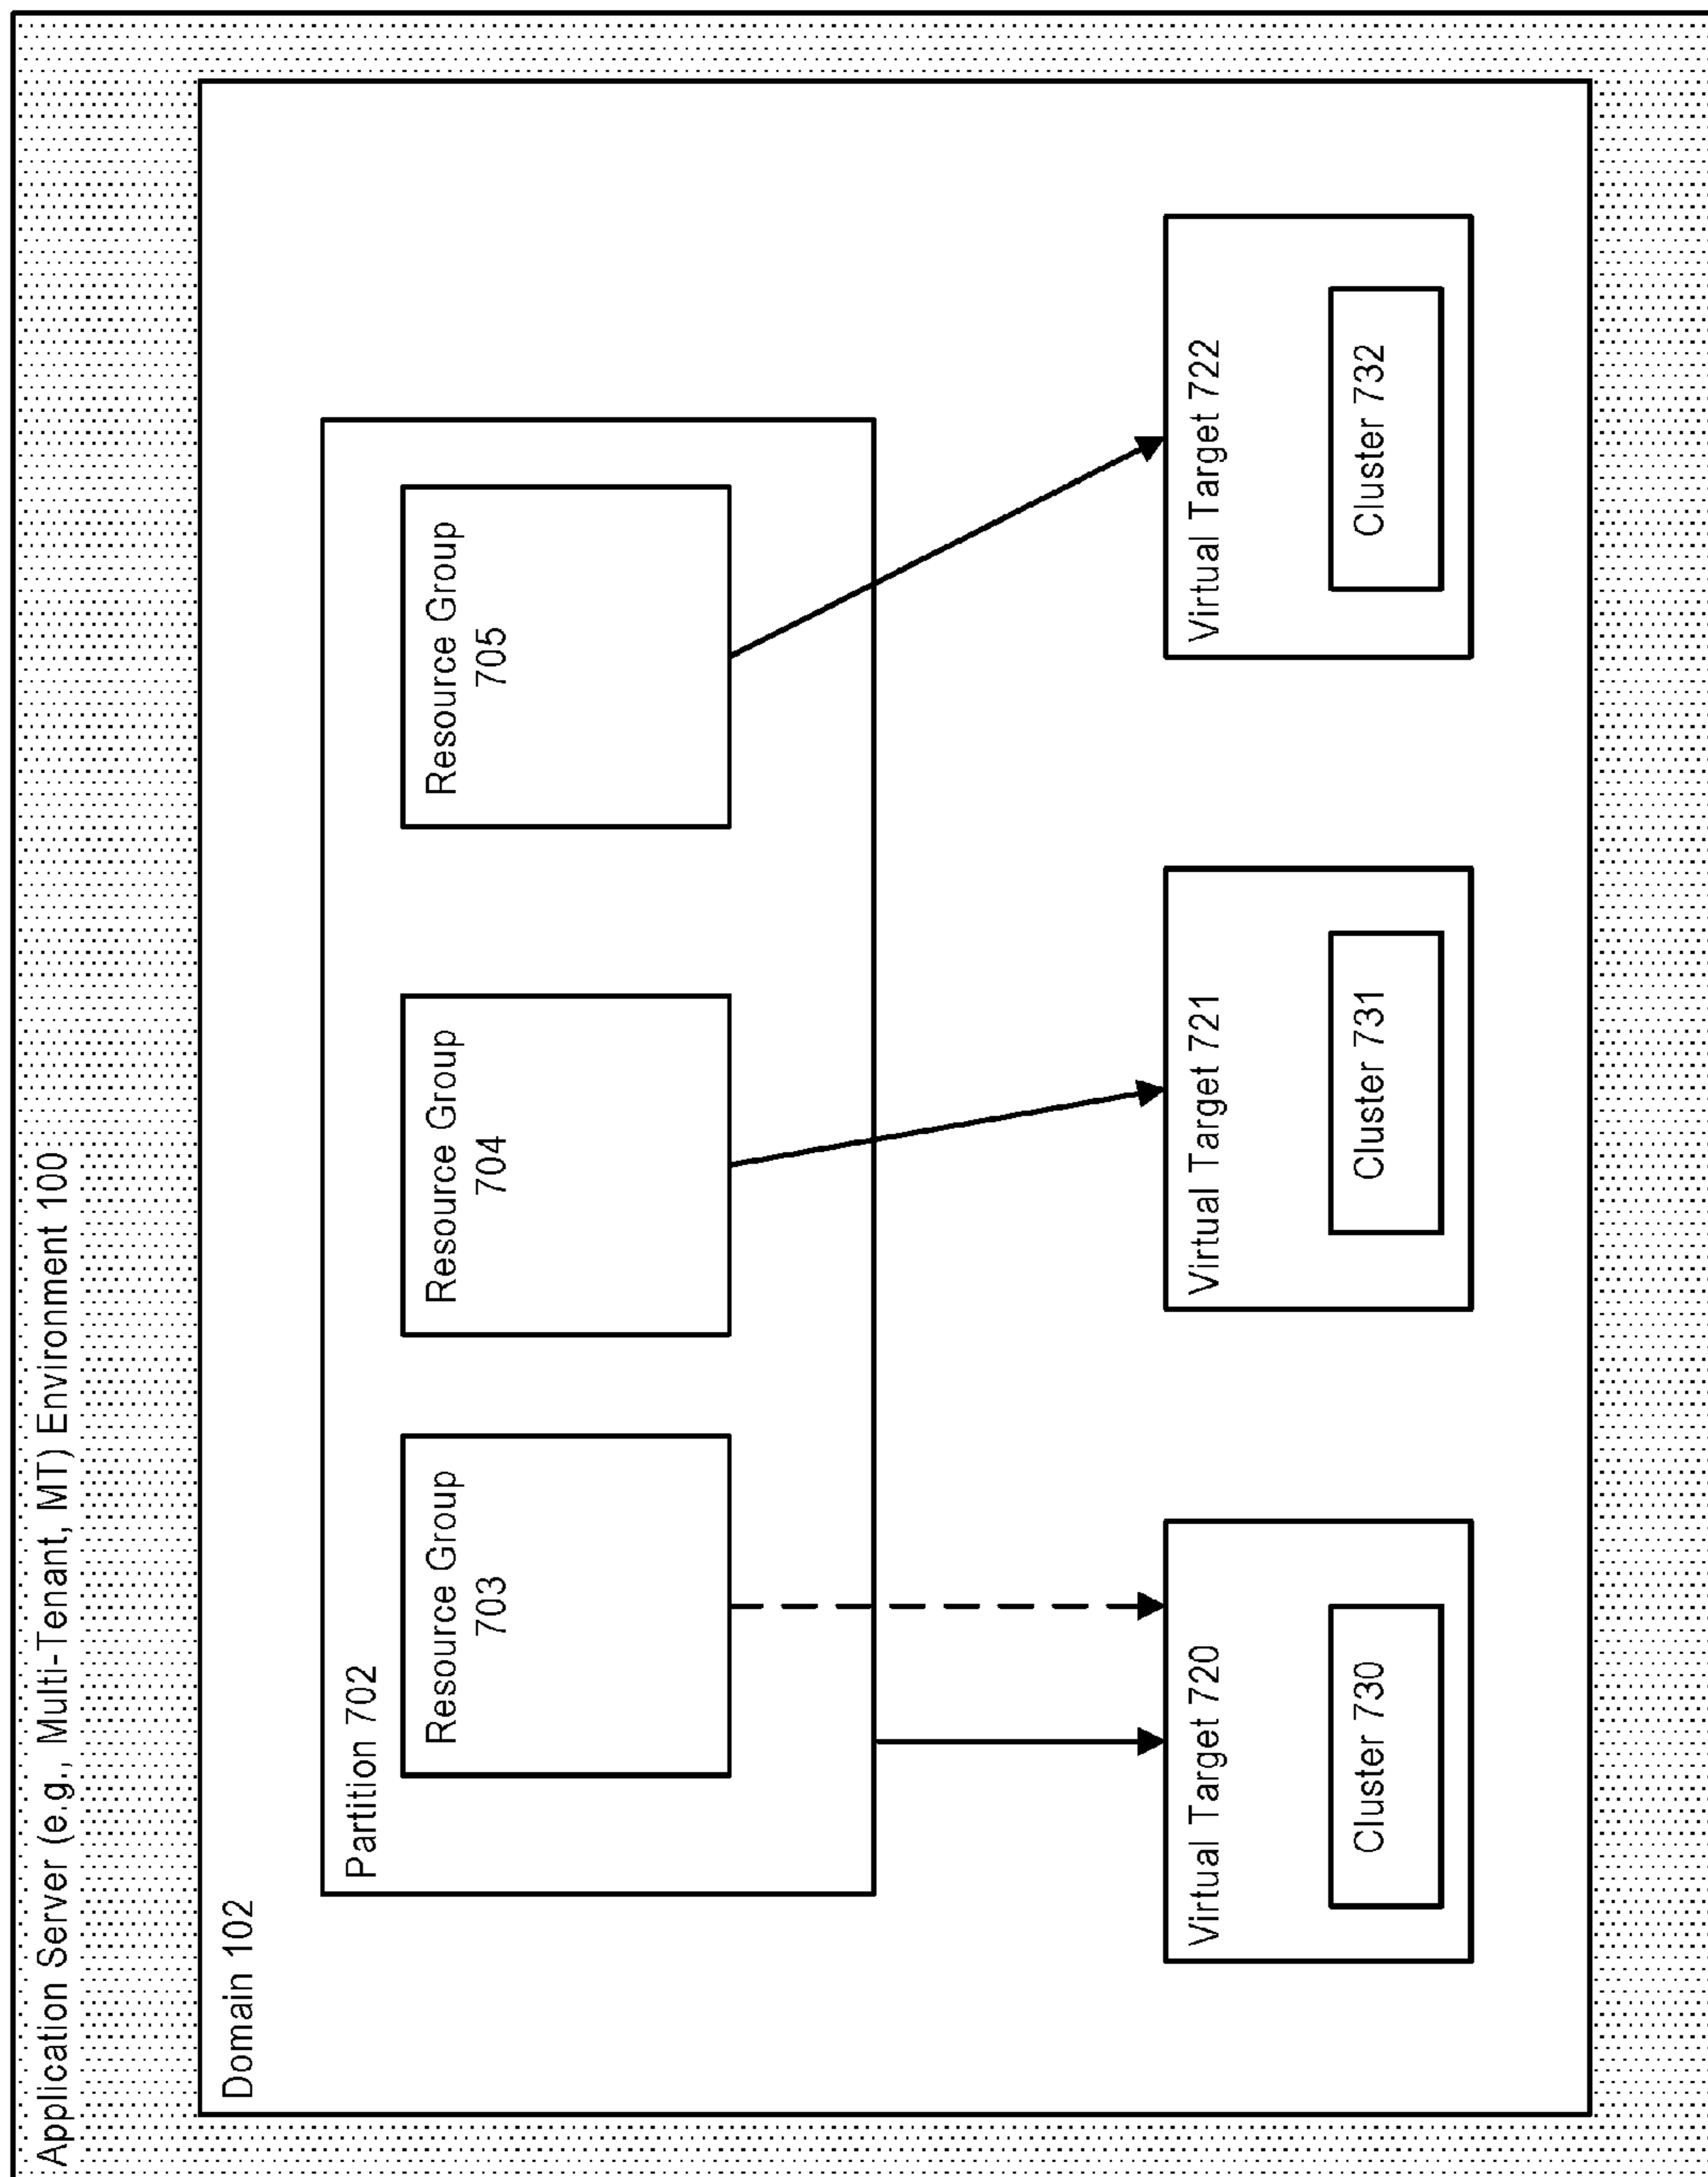 Application Server (e.g., Multi-Tenant, MT) Environment 100
Domain 102
Partition 702
Resource Group
703
Resource Group
704
Resource Group
705
Virtual Target 720
Cluster 730
Virtual Target 721
Cluster 731
Virtual Target 722
Cluster 732